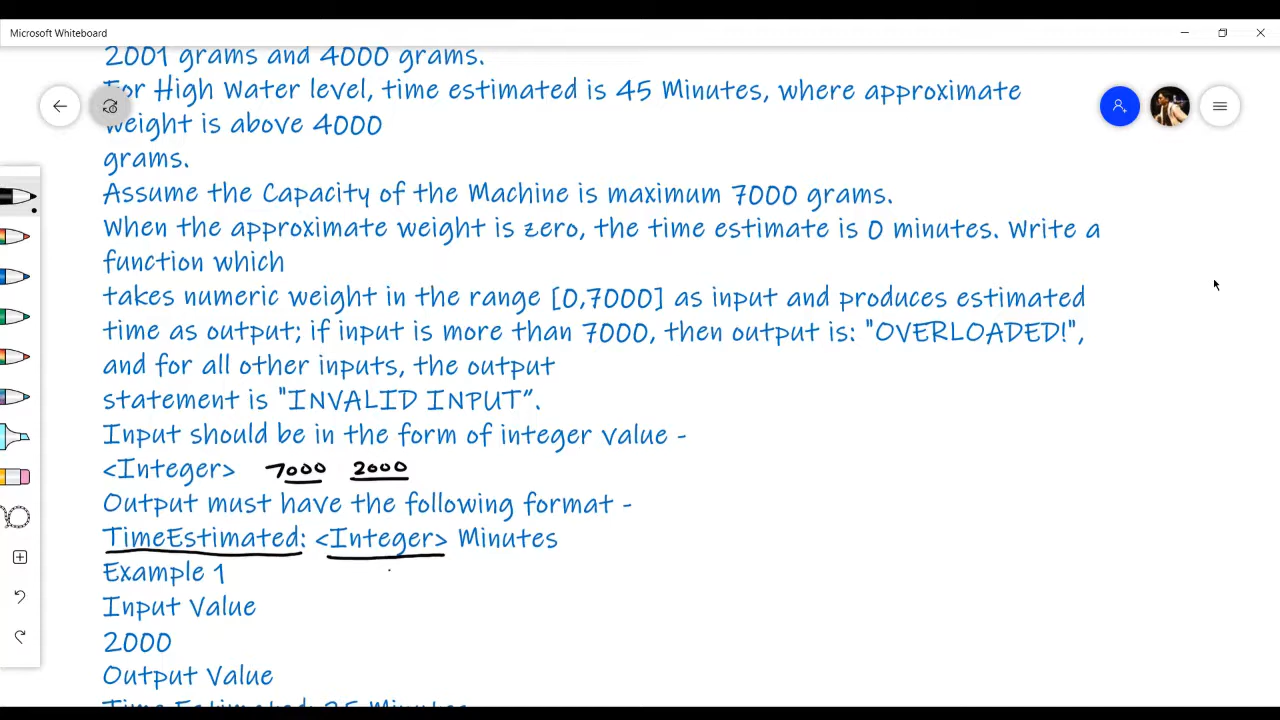 Microsoft Whiteboard
2001 grams and 4000 grams.
For High Water level, time estimated is 45 Minutes, where approximate
weight is above 4000
grams.
Assume the Capacity of the Machine is maximum 7000 grams.
When the approximate weight is zero, the time estimate is 0 minutes. Write a
function which
takes numeric weight in the range [0,7000] as input and produces estimated
time as output; if input is more than 7000, then output is: "OVERLOADED!",
and for all other inputs, the output
statement is "INVALID INPUT”.
Input should be in the form of integer value -
<Integer> 7000 2000
Output must have the following format -
TimeEstimated: <Integer> Minutes
Example 1
Input Value
2000
Output Value
Time Estimated: 25 Minutes